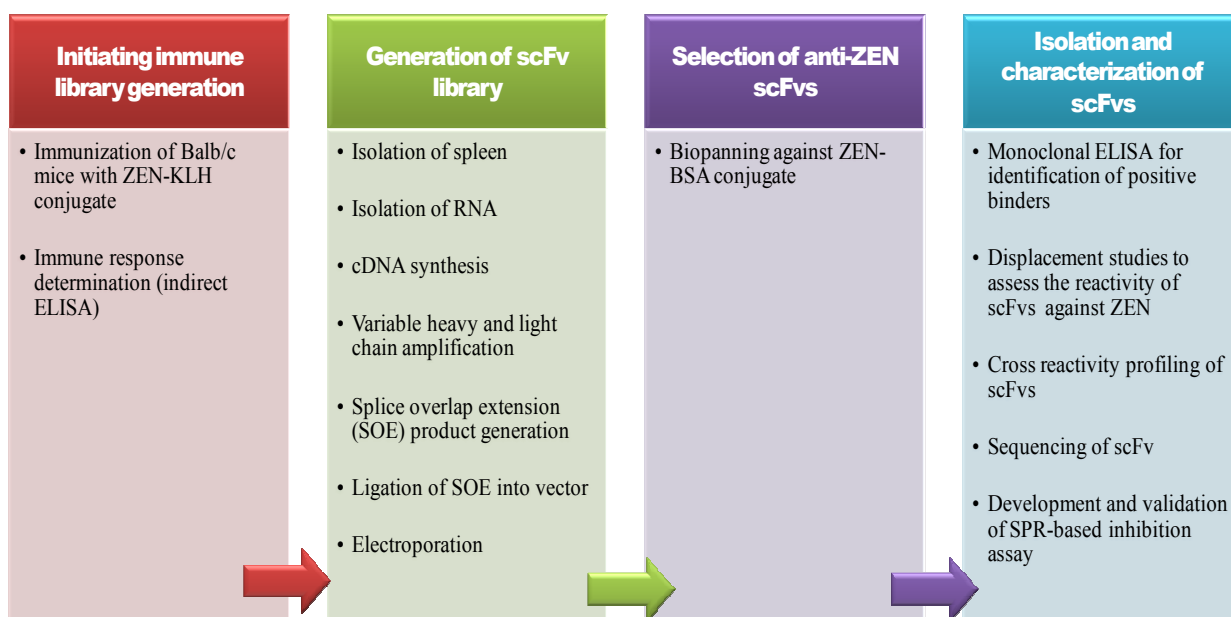 Initiating immune
library generation
• Immunization of Balb/c
mice with ZEN-KLH
conjugate
• Immune response
determination (indirect
ELISA)
Generation of scFv
library
• Isolation of spleen
• Isolation of RNA
• cDNA synthesis
• Variable heavy and light
chain amplification
• Splice overlap extension
(SOE) product generation
• Ligation of SOE into vector
• Electroporation
Selection of anti-ZEN
scFvs
• Biopanning against ZEN-
BSA conjugate
Isolation and
characterization of
scFvs
• Monoclonal ELISA for
identification of positive
binders
• Displacement studies to
assess the reactivity of
scFvs against ZEN
• Cross reactivity profiling of
scFvs
• Sequencing of scFv
• Development and validation
of SPR-based inhibition
assay